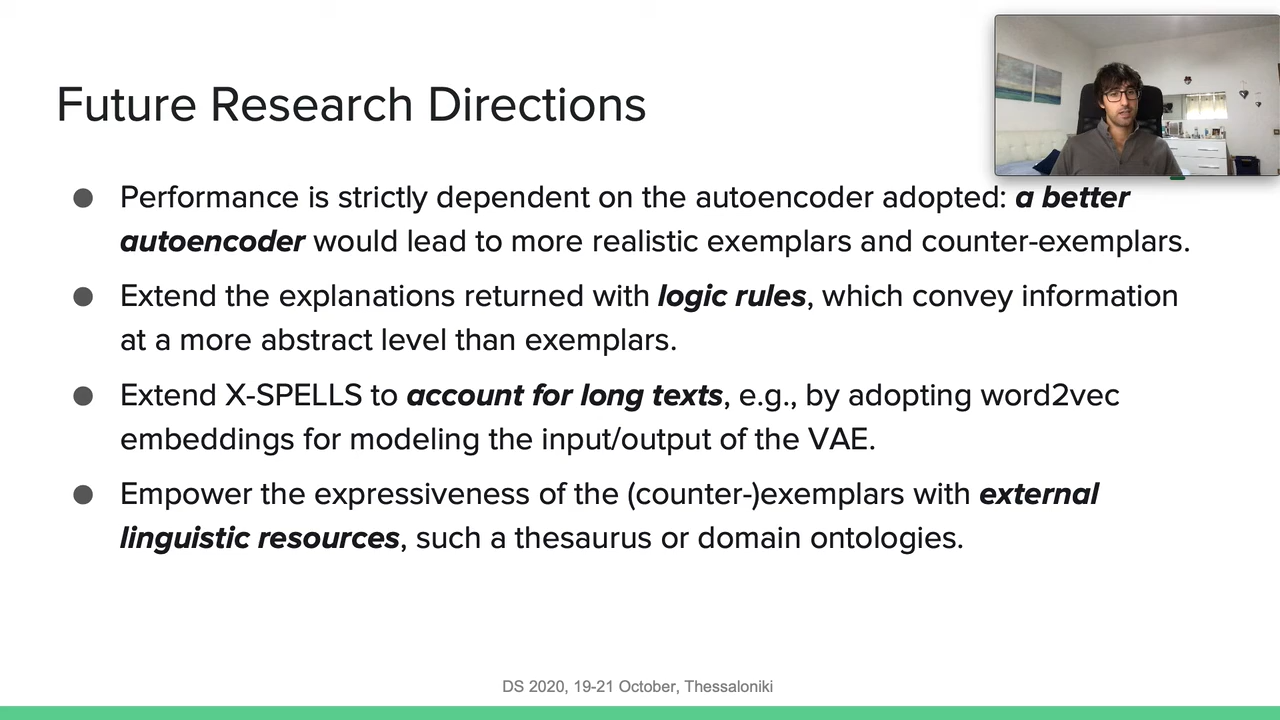 Future Research Directions
● Performance is strictly dependent on the autoencoder adopted: a better
autoencoder would lead to more realistic exemplars and counter-exemplars.
● Extend the explanations returned with logic rules, which convey information
at a more abstract level than exemplars.
● Extend X-SPELLS to account for long texts, e.g., by adopting word2vec
embeddings for modeling the input/output of the VAE.
● Empower the expressiveness of the (counter-)exemplars with external
linguistic resources, such a thesaurus or domain ontologies.
DS 2020, 19-21 October, Thessaloniki